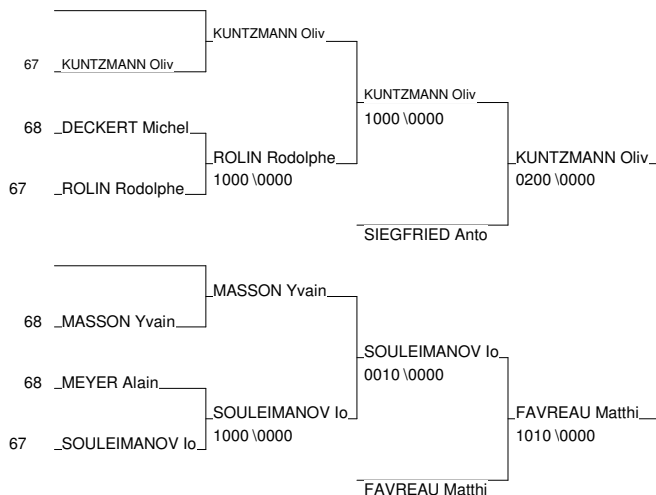 KUNTZMANN Oliv
67 KUNTZMANN Oliv
KUNTZMANN Oliv
1000 \0000
68 DECKERT Michel
ROLIN Rodolphe
1000 \0000
KUNTZMANN Oliv
0200 \0000
67 ROLIN Rodolphe
SIEGFRIED Anto
MASSON Yvain
68 MASSON Yvain
SOULEIMANOV Io
0010 \0000
68 MEYER Alain
SOULEIMANOV Io
1000 \0000
FAVREAU Matthi
1010 \0000
67 SOULEIMANOV Io
FAVREAU Matthi